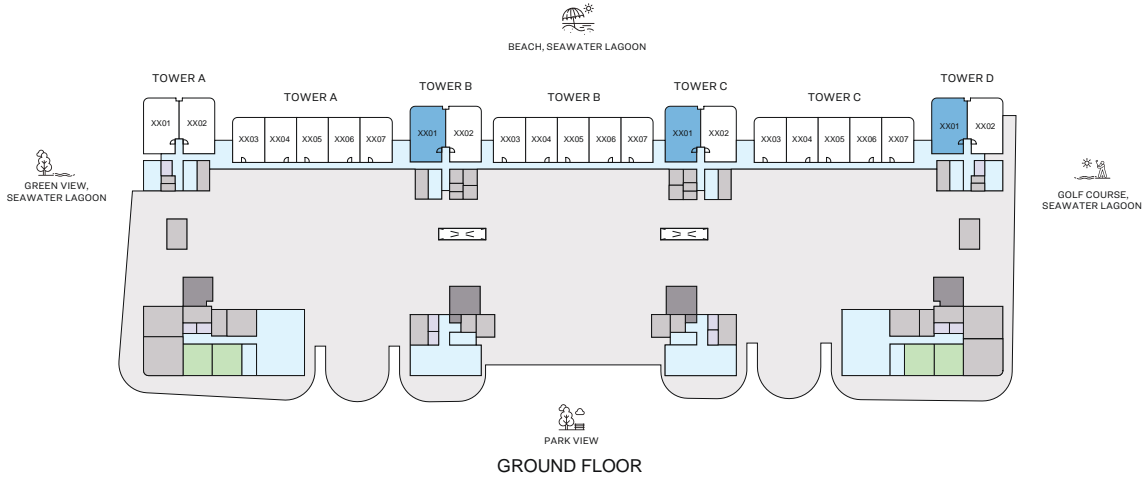 BEACH, SEAWATER LAGOON
TOWER A
TOWER A
TOWER B
TOWER B
TOWER C
TOWER C
TOWER D
XX01 XX02
XX03 XX04 XX05 XX06 XX07
XX01 XX02
XX03 XX04 XX05 XX06 XX07
XX01 XX02
XX03 XX04 XX05 XX06 XX07
XX01 XX02
GREEN VIEW,
SEAWATER LAGOON
GOLF COURSE,
SEAWATER LAGOON
PARK VIEW
GROUND FLOOR